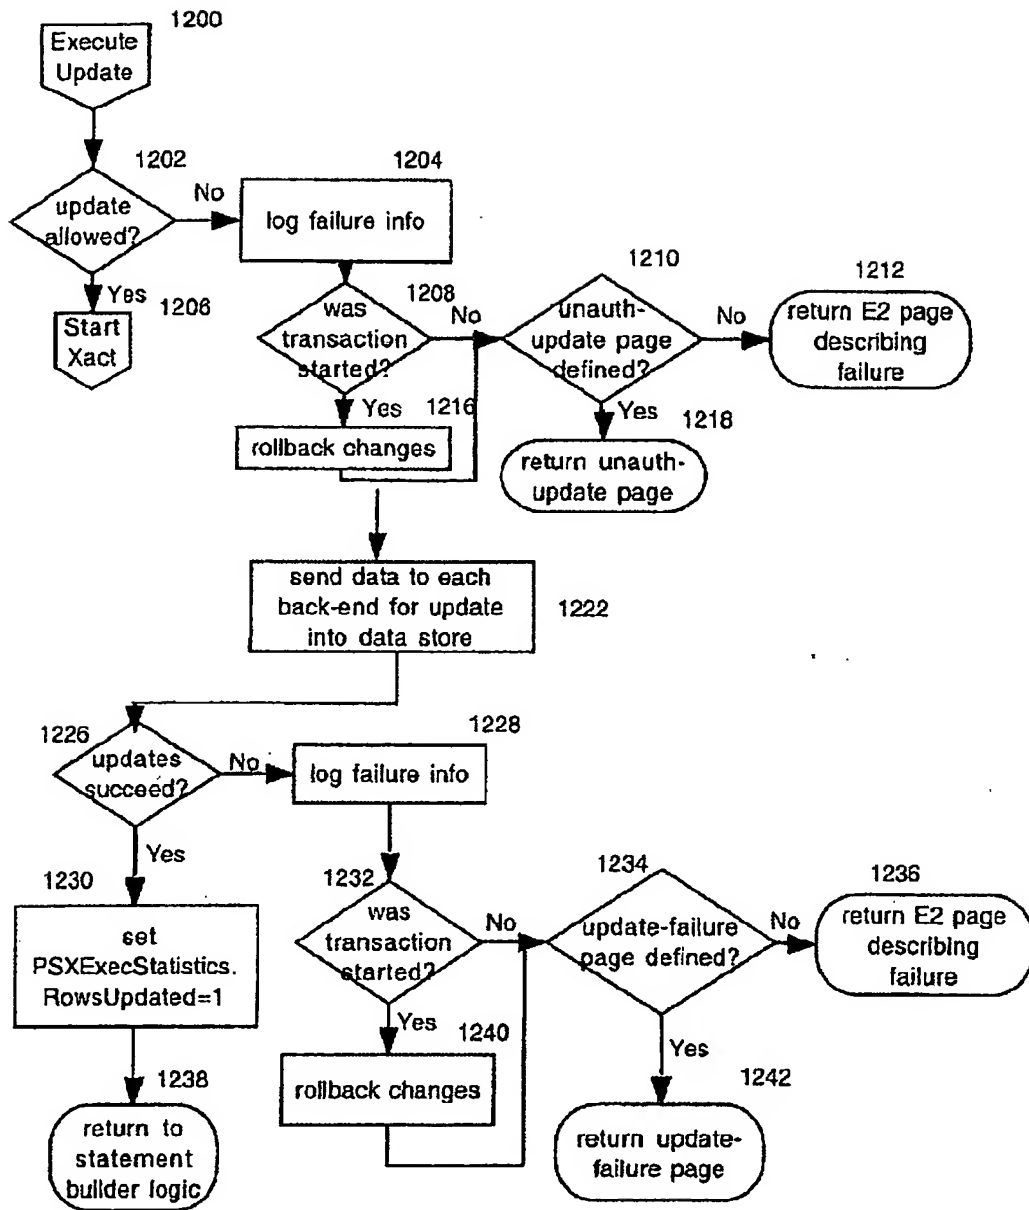 1200
Execute
Update
1202
update
allowed?
No
1204
log failure info
Yes
1206
Start
Xact
1208
was
transaction
started?
No
1210
unauth-
update page
defined?
No
1212
return E2 page
describing
failure
Yes
1216
rollback changes
Yes
1218
return unauth-
update page
send data to each
back-end for update
into data store
1222
1226
updates
succeed?
No
1228
log failure info
Yes
1230
set
PSXExecStatistics.
RowsUpdated=1
1232
was
transaction
started?
No
1234
update-failure
page defined?
No
1236
return E2 page
describing
failure
Yes
1240
rollback changes
Yes
1242
return update-
failure page
1238
return to
statement
builder logic